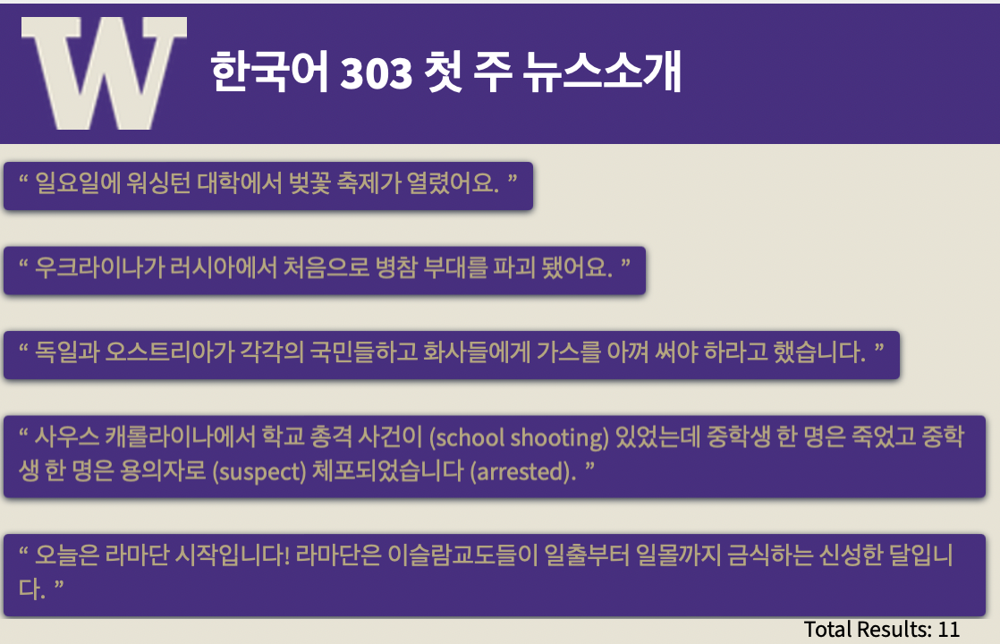 W
한국어 303 첫 주 뉴스소개
“ 일요일에 워싱턴 대학에서 벚꽃 축제가 열렸어요. ”
“ 우크라이나가 러시아에서 처음으로 병참 부대를 파괴 됐어요. ”
“ 독일과 오스트리아가 각각의 국민들하고 화사들에게 가스를 아껴 써야 하라고 했습니다. ”
“ 사우스 캐롤라이나에서 학교 총격 사건이 (school shooting) 있었는데 중학생 한 명은 죽었고 중학
생 한 명은 용의자로 (suspect) 체포되었습니다 (arrested). ”
“ 오늘은 라마단 시작입니다! 라마단은 이슬람교도들이 일출부터 일몰까지 금식하는 신성한 달입니
다. ”
Total Results: 11